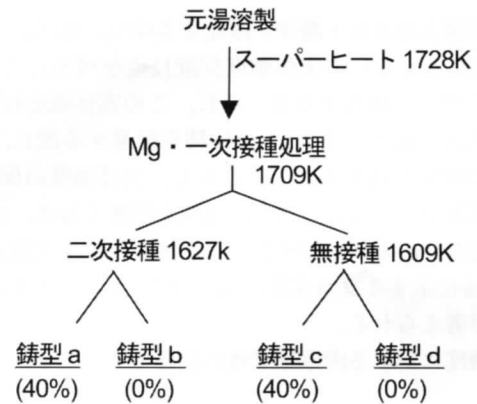 元湯溶製
スーパーヒート 1728K
Mg・一次接種処理
1709K
二次接種 1627k
無接種 1609K
鋳型 a
鋳型 b
鋳型 c
鋳型 d
(40%)
(0%)
(40%)
(0%)